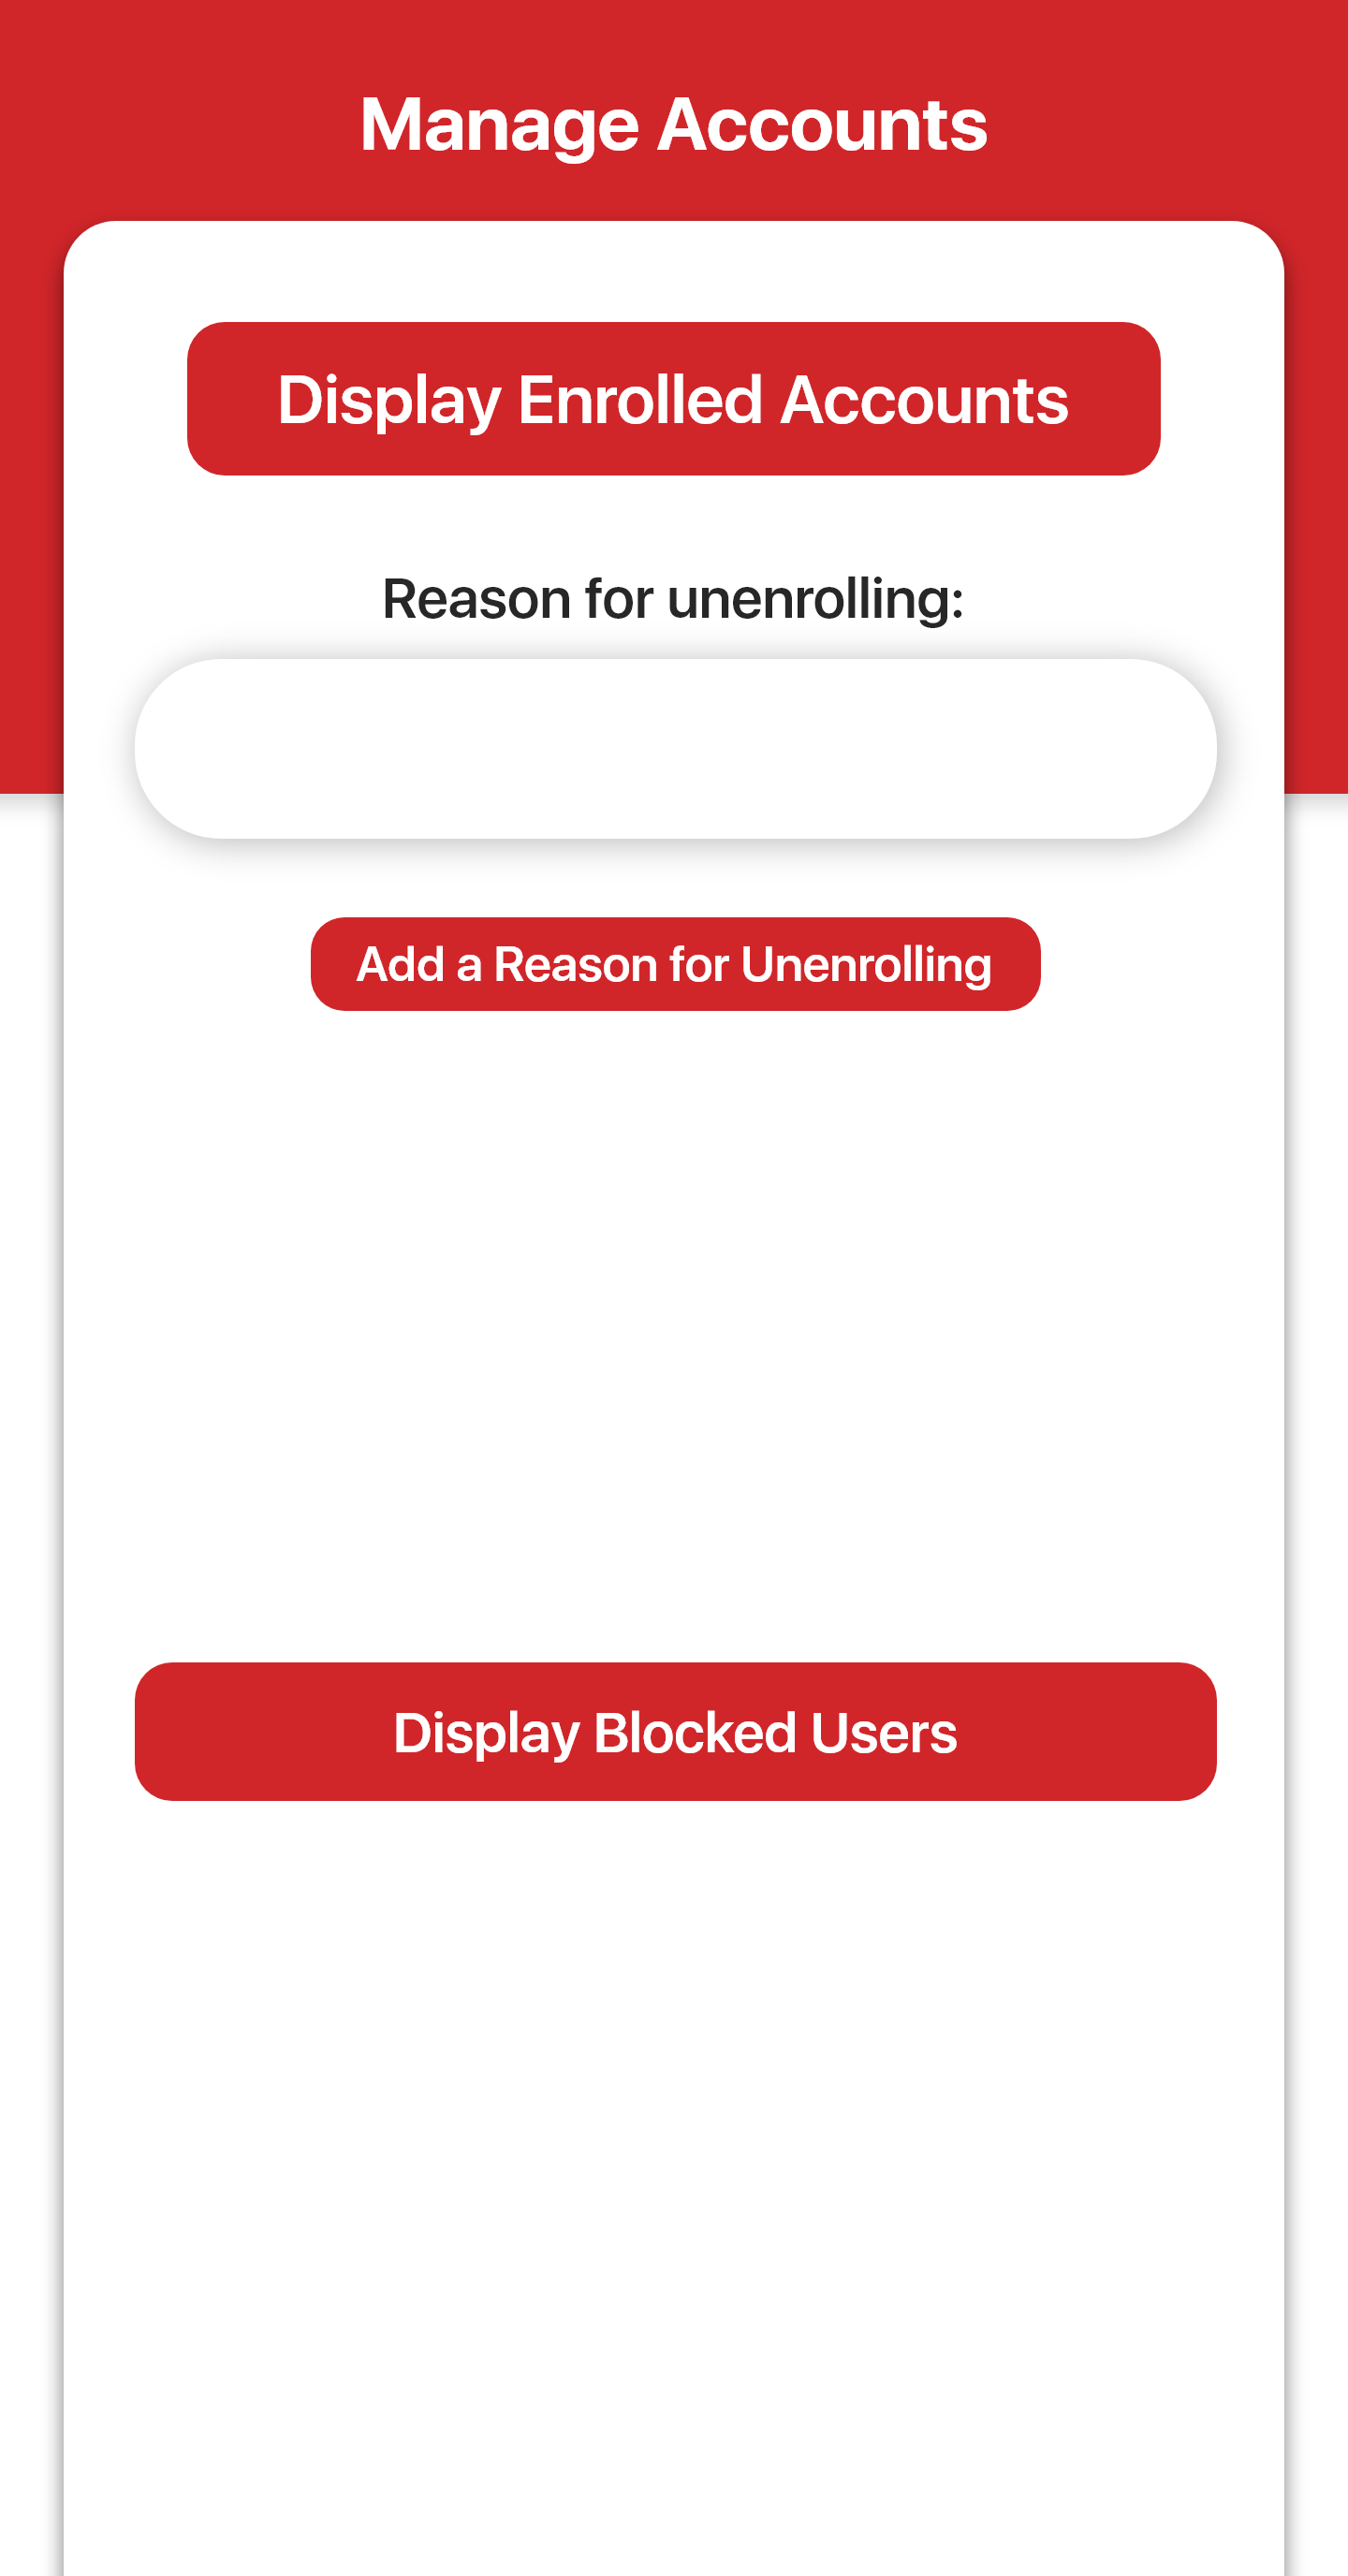 Manage Accounts
Display Enrolled Accounts
Reason for unenrolling:
Add a Reason for Unenrolling
Display Blocked Users